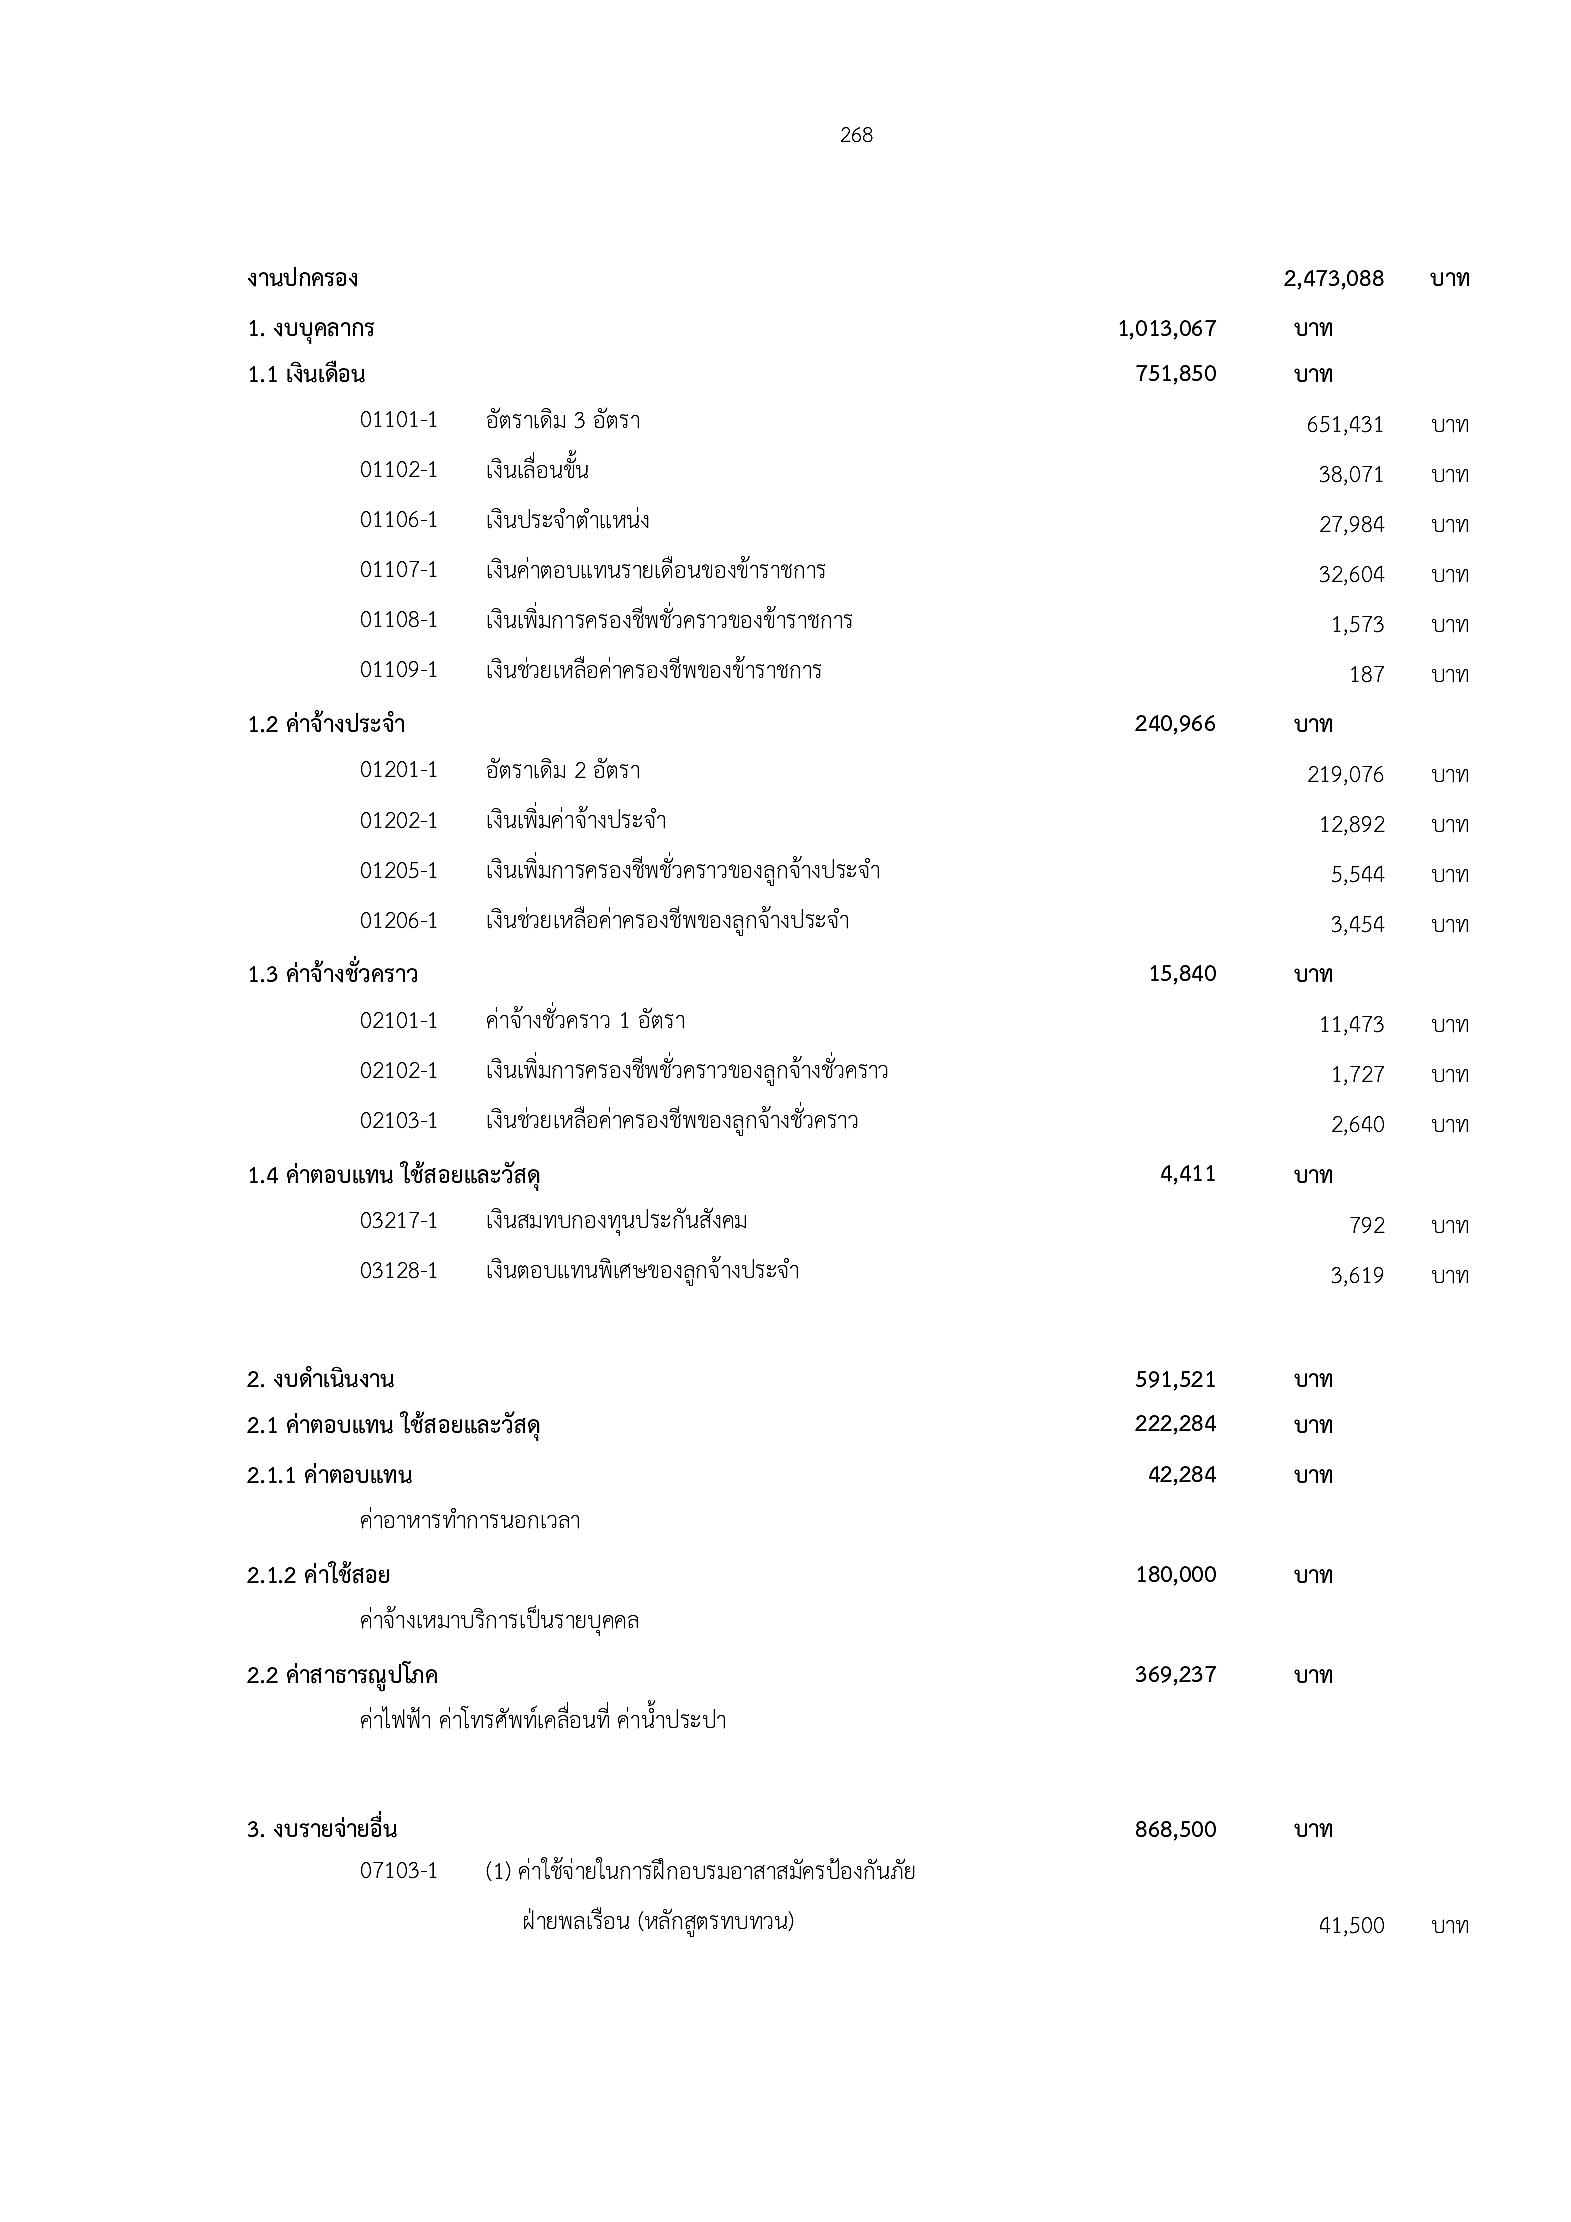 268
งานปกครอง 2,473,088 บาท
1. งบบุคลากร 1,013,067 บาท
1.1 เงินเดือน 751,850 บาท
01101-1 อัตราเดิม 3 อัตรา 651,431 บาท
01102-1 เงินเลื่อนขั้น 38,071 บาท
01106-1 เงินประจำตำแหน่ง 27,984 บาท
01107-1 เงินค่าตอบแทนรายเดือนของข้าราชการ 32,604 บาท
01108-1 เงินเพิ่มการครองชีพชั่วคราวของข้าราชการ 1,573 บาท
01109-1 เงินช่วยเหลือค่าครองชีพของข้าราชการ 187 บาท
1.2 ค่าจ้างประจำ 240,966 บาท
01201-1 อัตราเดิม 2 อัตรา 219,076 บาท
01202-1 เงินเพิ่มค่าจ้างประจำ 12,892 บาท
01205-1 เงินเพิ่มการครองชีพชั่วคราวของลูกจ้างประจำ 5,544 บาท
01206-1 เงินช่วยเหลือค่าครองชีพของลูกจ้างประจำ 3,454 บาท
1.3 ค่าจ้างชั่วคราว 15,840 บาท
02101-1 ค่าจ้างชั่วคราว 1 อัตรา 11,473 บาท
02102-1 เงินเพิ่มการครองชีพชั่วคราวของลูกจ้างชั่วคราว 1,727 บาท
02103-1 เงินช่วยเหลือค่าครองชีพของลูกจ้างชั่วคราว 2,640 บาท
1.4 ค่าตอบแทน ใช้สอยและวัสดุ 4,411 บาท
03217-1 เงินสมทบกองทุนประกันสังคม 792 บาท
03128-1 เงินตอบแทนพิเศษของลูกจ้างประจำ 3,619 บาท
2. งบดำเนินงาน 591,521 บาท
2.1 ค่าตอบแทน ใช้สอยและวัสดุ 222,284 บาท
2.1.1 ค่าตอบแทน 42,284 บาท
ค่าอาหารทำการนอกเวลา
2.1.2 ค่าใช้สอย 180,000 บาท
ค่าจ้างเหมาบริการเป็นรายบุคคล
2.2 ค่าสาธารณูปโภค 369,237 บาท
ค่าไฟฟ้า ค่าโทรศัพท์เคลื่อนที่ ค่าน้ำประปา
3. งบรายจ่ายอื่น 868,500 บาท
07103-1 (1) ค่าใช้จ่ายในการฝึกอบรมอาสาสมัครป้องกันภัย
ฝ่ายพลเรือน (หลักสูตรทบทวน) 41,500 บาท